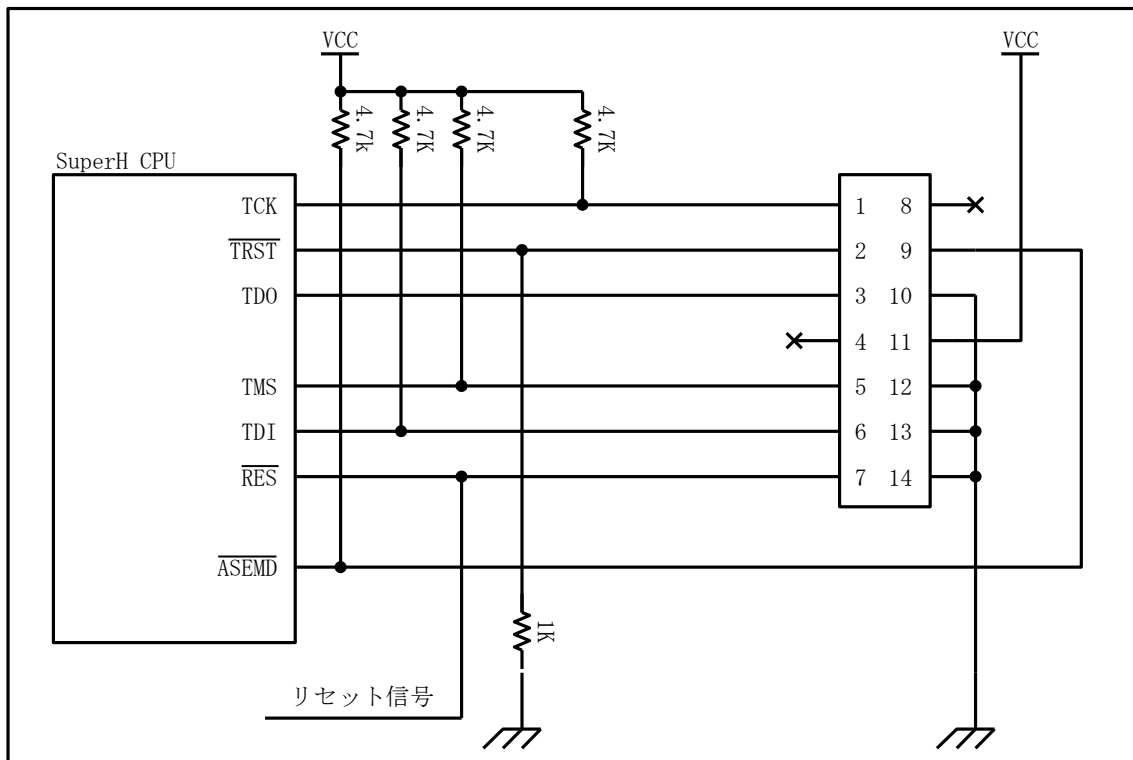 VCC
VCC
4.7k
4.7K
4.7K
4.7K
SuperH CPU
TCK
1
8
TRST
2
9
TDO
3
10
4
11
TMS
5
12
TDI
6
13
RES
7
14
ASEMD
1K
リセット信号